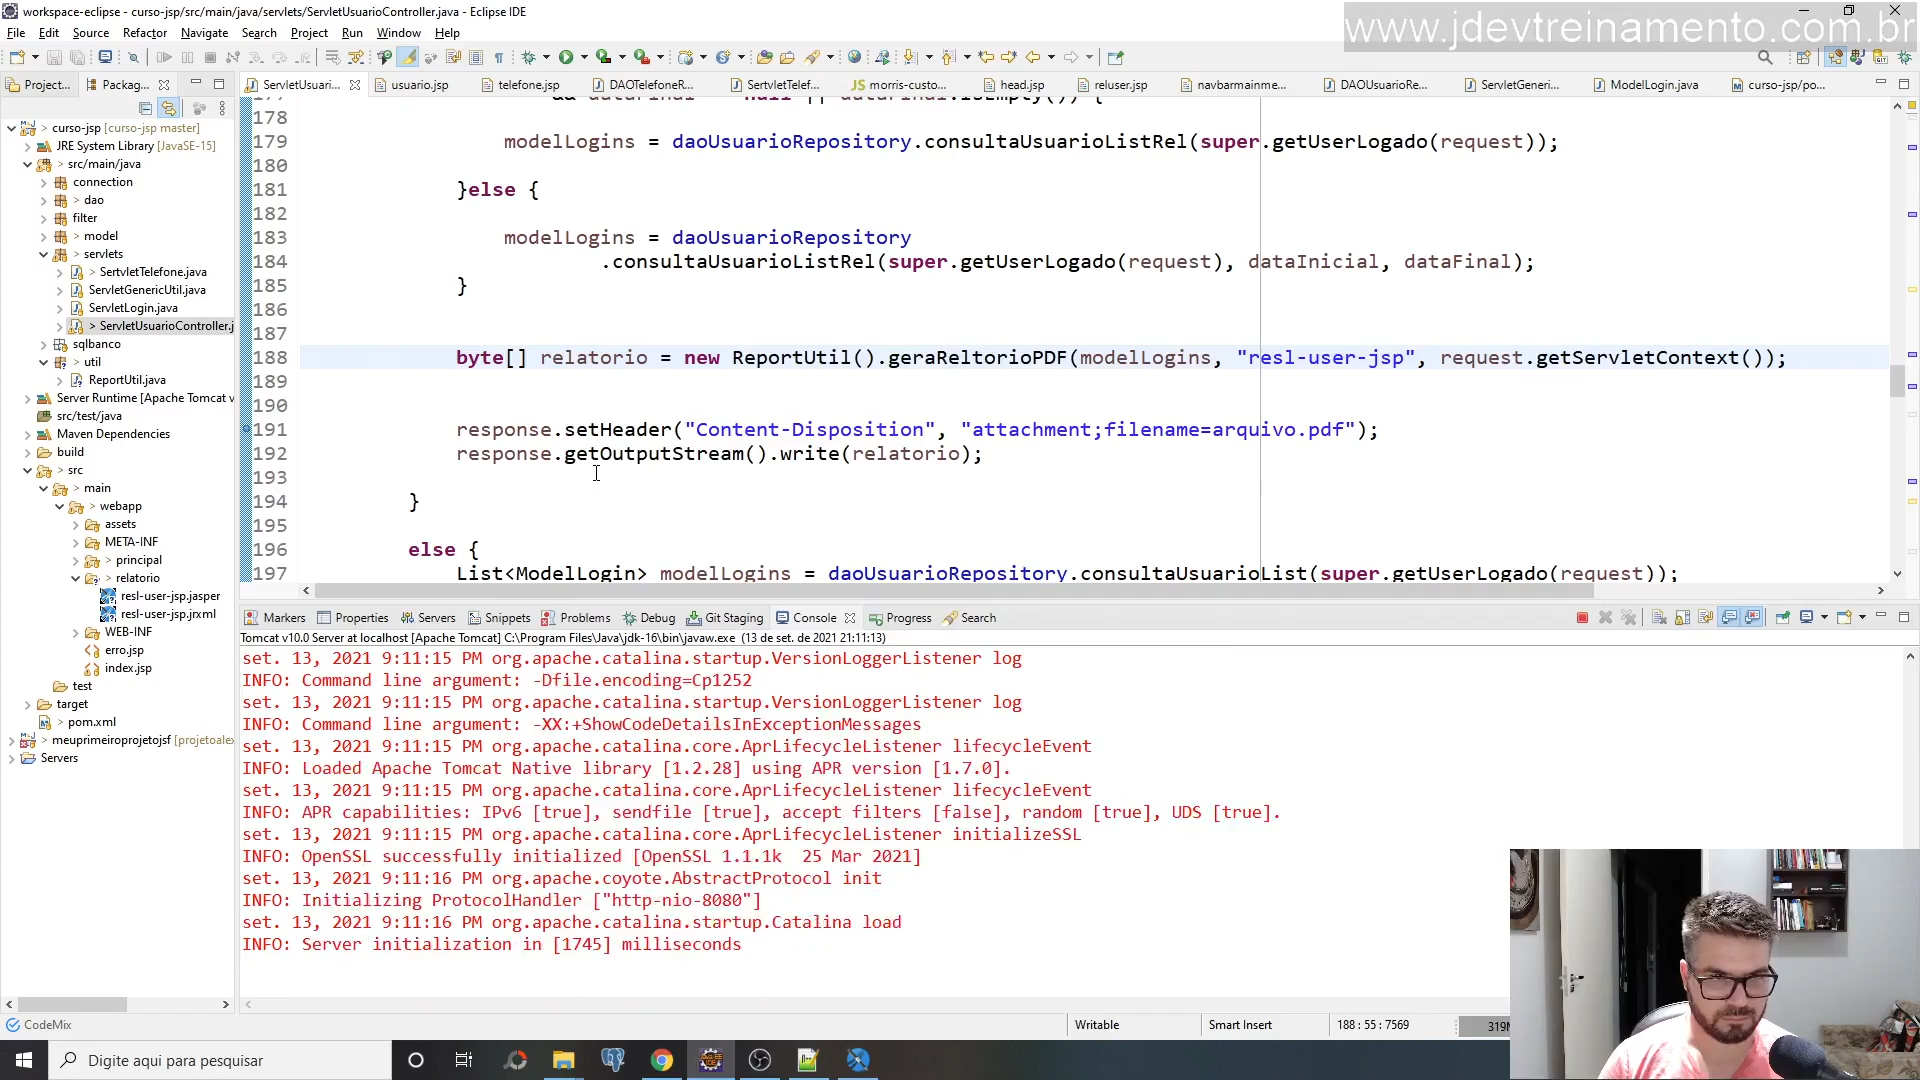 workspace-eclipse - curso-jsp/src/main/java/servlets/ServletUsuarioController.java - Eclipse IDE
www.jdevtreinamento.com.br
File Edit Source Refactor Navigate Search Project Run Window Help
Project... Packag...
ServletUsuari... usuario.jsp telefone.jsp DAOTelefoneR... SertvletTelef... morris-custo... head.jsp reluser.jsp navbarmainme... DAOUsuarioRe... ServletGeneri... ModelLogin.java curso-jsp/po...
curso-jsp [curso-jsp master]
JRE System Library [JavaSE-15]
> src/main/java
connection
> dao
filter
> model
> servlets
> SertvletTelefone.java
ServletGenericUtil.java
ServletLogin.java
> ServletUsuarioController.j
sqlbanco
> util
ReportUtil.java
Server Runtime [Apache Tomcat v
src/test/java
Maven Dependencies
build
> src
> main
> webapp
assets
META-INF
> principal
> relatorio
resl-user-jsp.jasper
resl-user-jsp.jrxml
WEB-INF
erro.jsp
index.jsp
test
target
> pom.xml
> meuprimeiroprojetojsf [projetoale
Servers
178
179 modelLogins = daoUsuarioRepository.consultaUsuarioListRel(super.getUserLogado(request));
180
181 }else {
182
183 modelLogins = daoUsuarioRepository
184 .consultaUsuarioListRel(super.getUserLogado(request), dataInicial, dataFinal);
185 }
186
187
188 byte[] relatorio = new ReportUtil().geraReltorioPDF(modelLogins, "resl-user-jsp", request.getServletContext());
189
190
191 response.setHeader("Content-Disposition", "attachment;filename=arquivo.pdf");
192 response.getOutputStream().write(relatorio);
193
194 }
195
196 else {
197 List<ModelLogin> modelLogins = daoUsuarioRepository.consultaUsuarioList(super.getUserLogado(request));
Markers Properties Servers Snippets Problems Debug Git Staging Console Progress Search
Tomcat v10.0 Server at localhost [Apache Tomcat] C:\Program Files\Java\jdk-16\bin\javaw.exe (13 de set. de 2021 21:11:13)
set. 13, 2021 9:11:15 PM org.apache.catalina.startup.VersionLoggerListener log
INFO: Command line argument: -Dfile.encoding=Cp1252
set. 13, 2021 9:11:15 PM org.apache.catalina.startup.VersionLoggerListener log
INFO: Command line argument: -XX:+ShowCodeDetailsInExceptionMessages
set. 13, 2021 9:11:15 PM org.apache.catalina.core.AprLifecycleListener lifecycleEvent
INFO: Loaded Apache Tomcat Native library [1.2.28] using APR version [1.7.0].
set. 13, 2021 9:11:15 PM org.apache.catalina.core.AprLifecycleListener lifecycleEvent
INFO: APR capabilities: IPv6 [true], sendfile [true], accept filters [false], random [true], UDS [true].
set. 13, 2021 9:11:15 PM org.apache.catalina.core.AprLifecycleListener initializeSSL
INFO: OpenSSL successfully initialized [OpenSSL 1.1.1k  25 Mar 2021]
set. 13, 2021 9:11:16 PM org.apache.coyote.AbstractProtocol init
INFO: Initializing ProtocolHandler ["http-nio-8080"]
set. 13, 2021 9:11:16 PM org.apache.catalina.startup.Catalina load
INFO: Server initialization in [1745] milliseconds
CodeMix Writable Smart Insert 188 : 55 : 7569 319M
Digite aqui para pesquisar